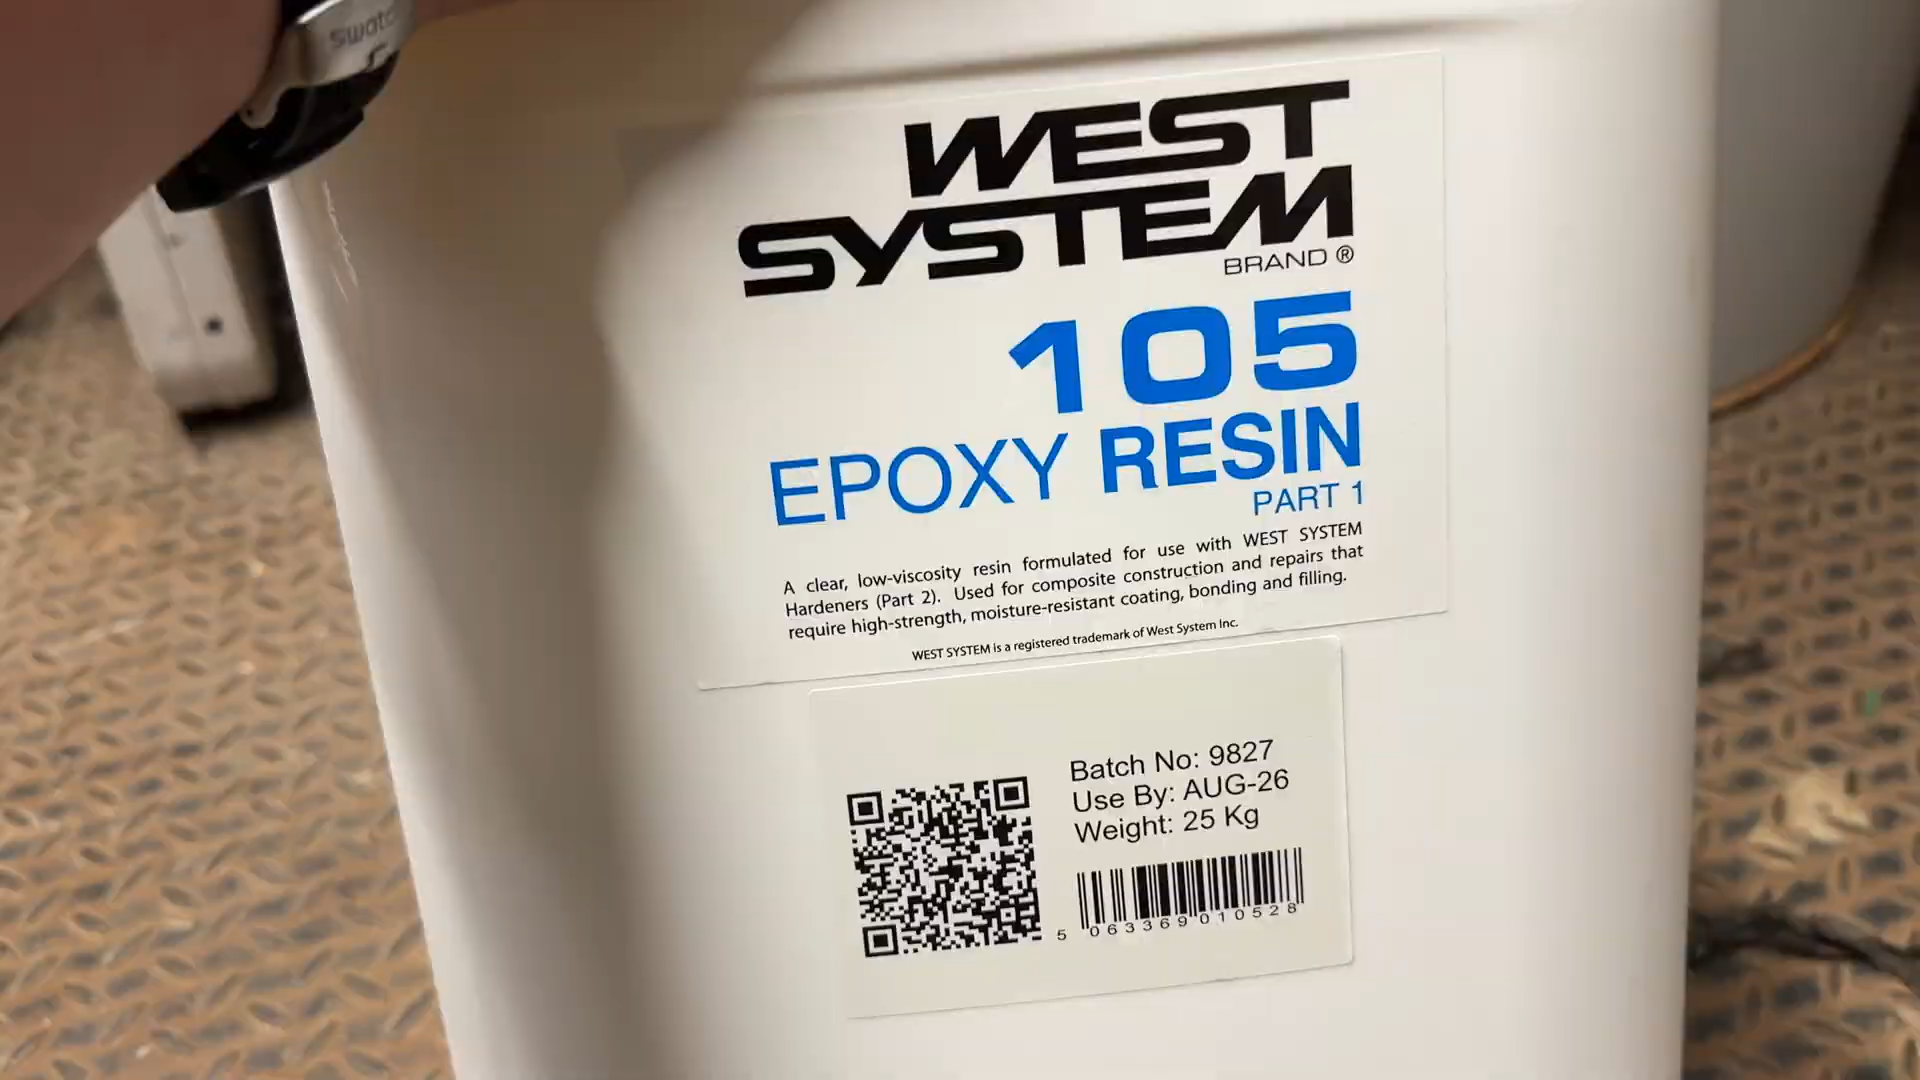 swatch
WEST
SYSTEM
BRAND ®
105
EPOXY RESIN
PART 1
A clear, low-viscosity resin formulated for use with WEST SYSTEM
Hardeners (Part 2). Used for composite construction and repairs that
require high-strength, moisture-resistant coating, bonding and filling.
WEST SYSTEM is a registered trademark of West System Inc.
Batch No: 9827
Use By: AUG-26
Weight: 25 Kg
5 063369 010528